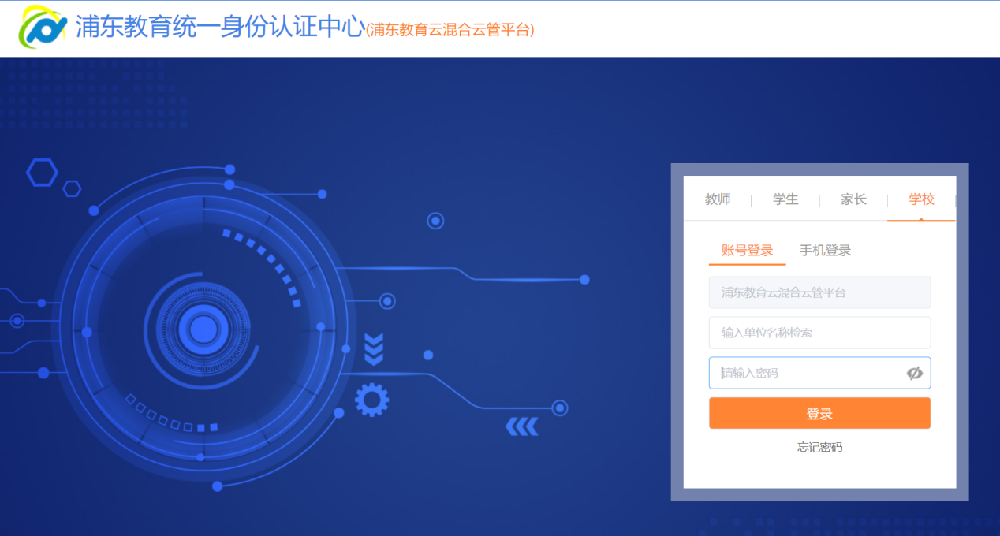 浦东教育统一身份认证中心(浦东教育云混合云管平台)
教师 | 学生 | 家长 | 学校 |
账号登录 手机登录
浦东教育云混合云管平台
输入单位名称检索
请输入密码
登录
忘记密码